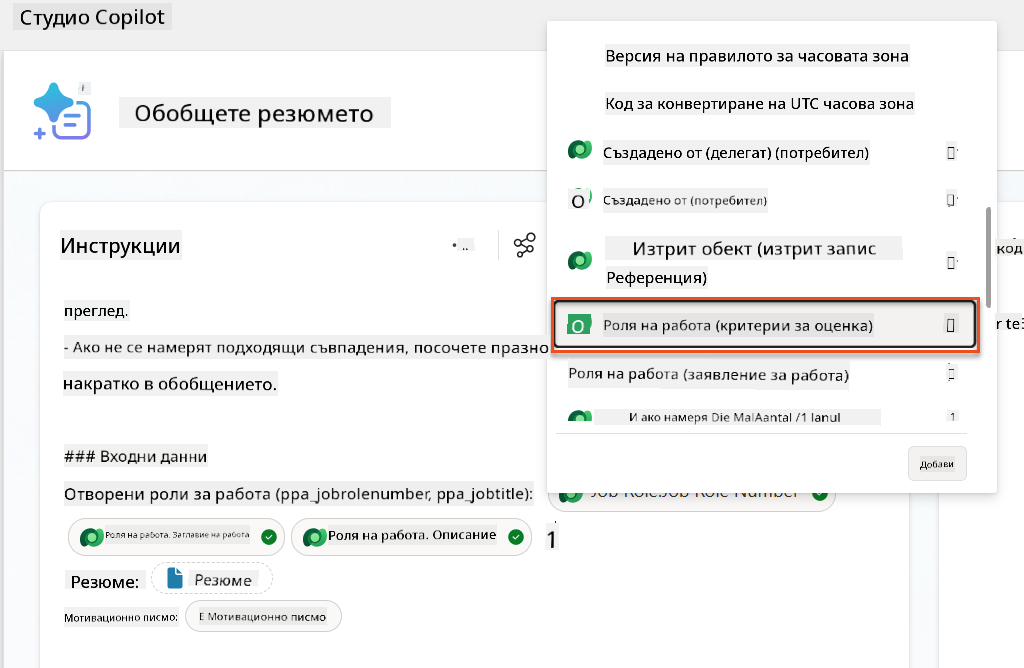 Студио Copilot
Обобщете резюмето
Инструкции
преглед.
- Ако не се намерят подходящи съвпадения, посочете празно
накратко в обобщението.
### Входни данни
Отворени роли за работа (ppa_jobrolenumber, ppa_jobtitle):
Роля на работа. Заглавие на работа
Роля на работа. Описание
1
Резюме:
Резюме
Мотивационно писмо:
Е Мотивационно писмо
Версия на правилото за часовата зона
Код за конвертиране на UTC часова зона
Създадено от (делегат) (потребител)
Създадено от (потребител)
Изтрит обект (изтрит запис
Референция)
Роля на работа (критерии за оценка)
Роля на работа (заявление за работа)
И ако намеря Die MalAantal /1 lanul
1
Добави
Job Role.Job Role Number
код
r te